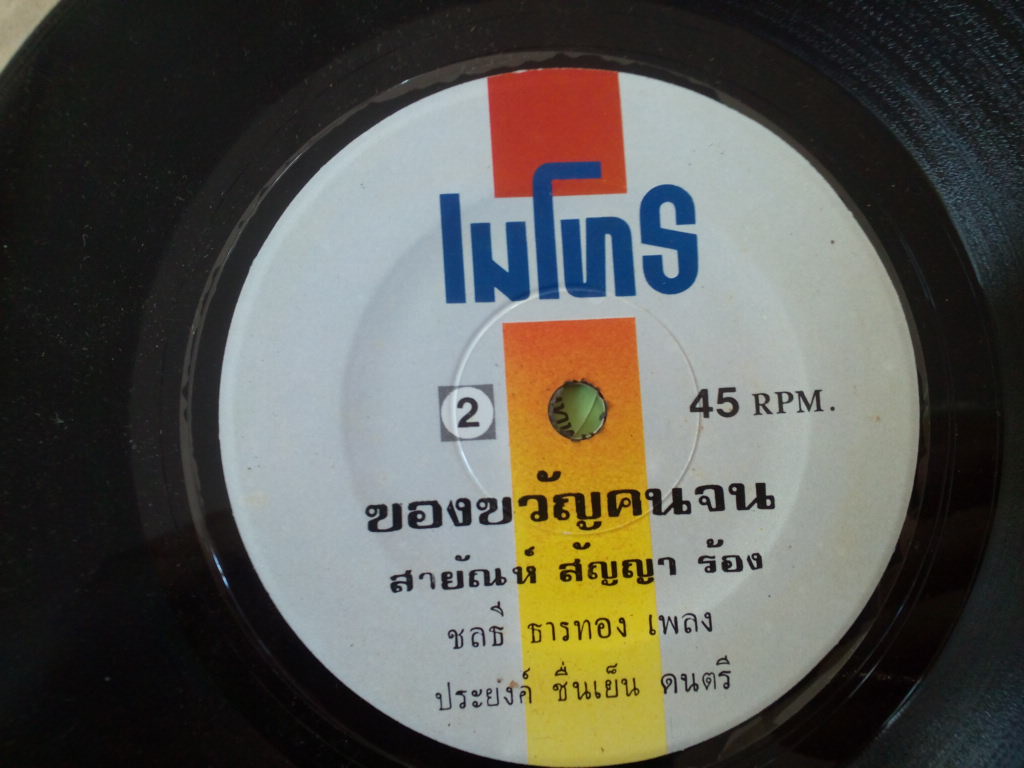 เมโทร
2
45 RPM.
ของขวัญคนจน
สายัณห์ สัญญา ร้อง
ชลธี ธารทอง เพลง
ประยงค์ ชื่นเย็น ดนตรี